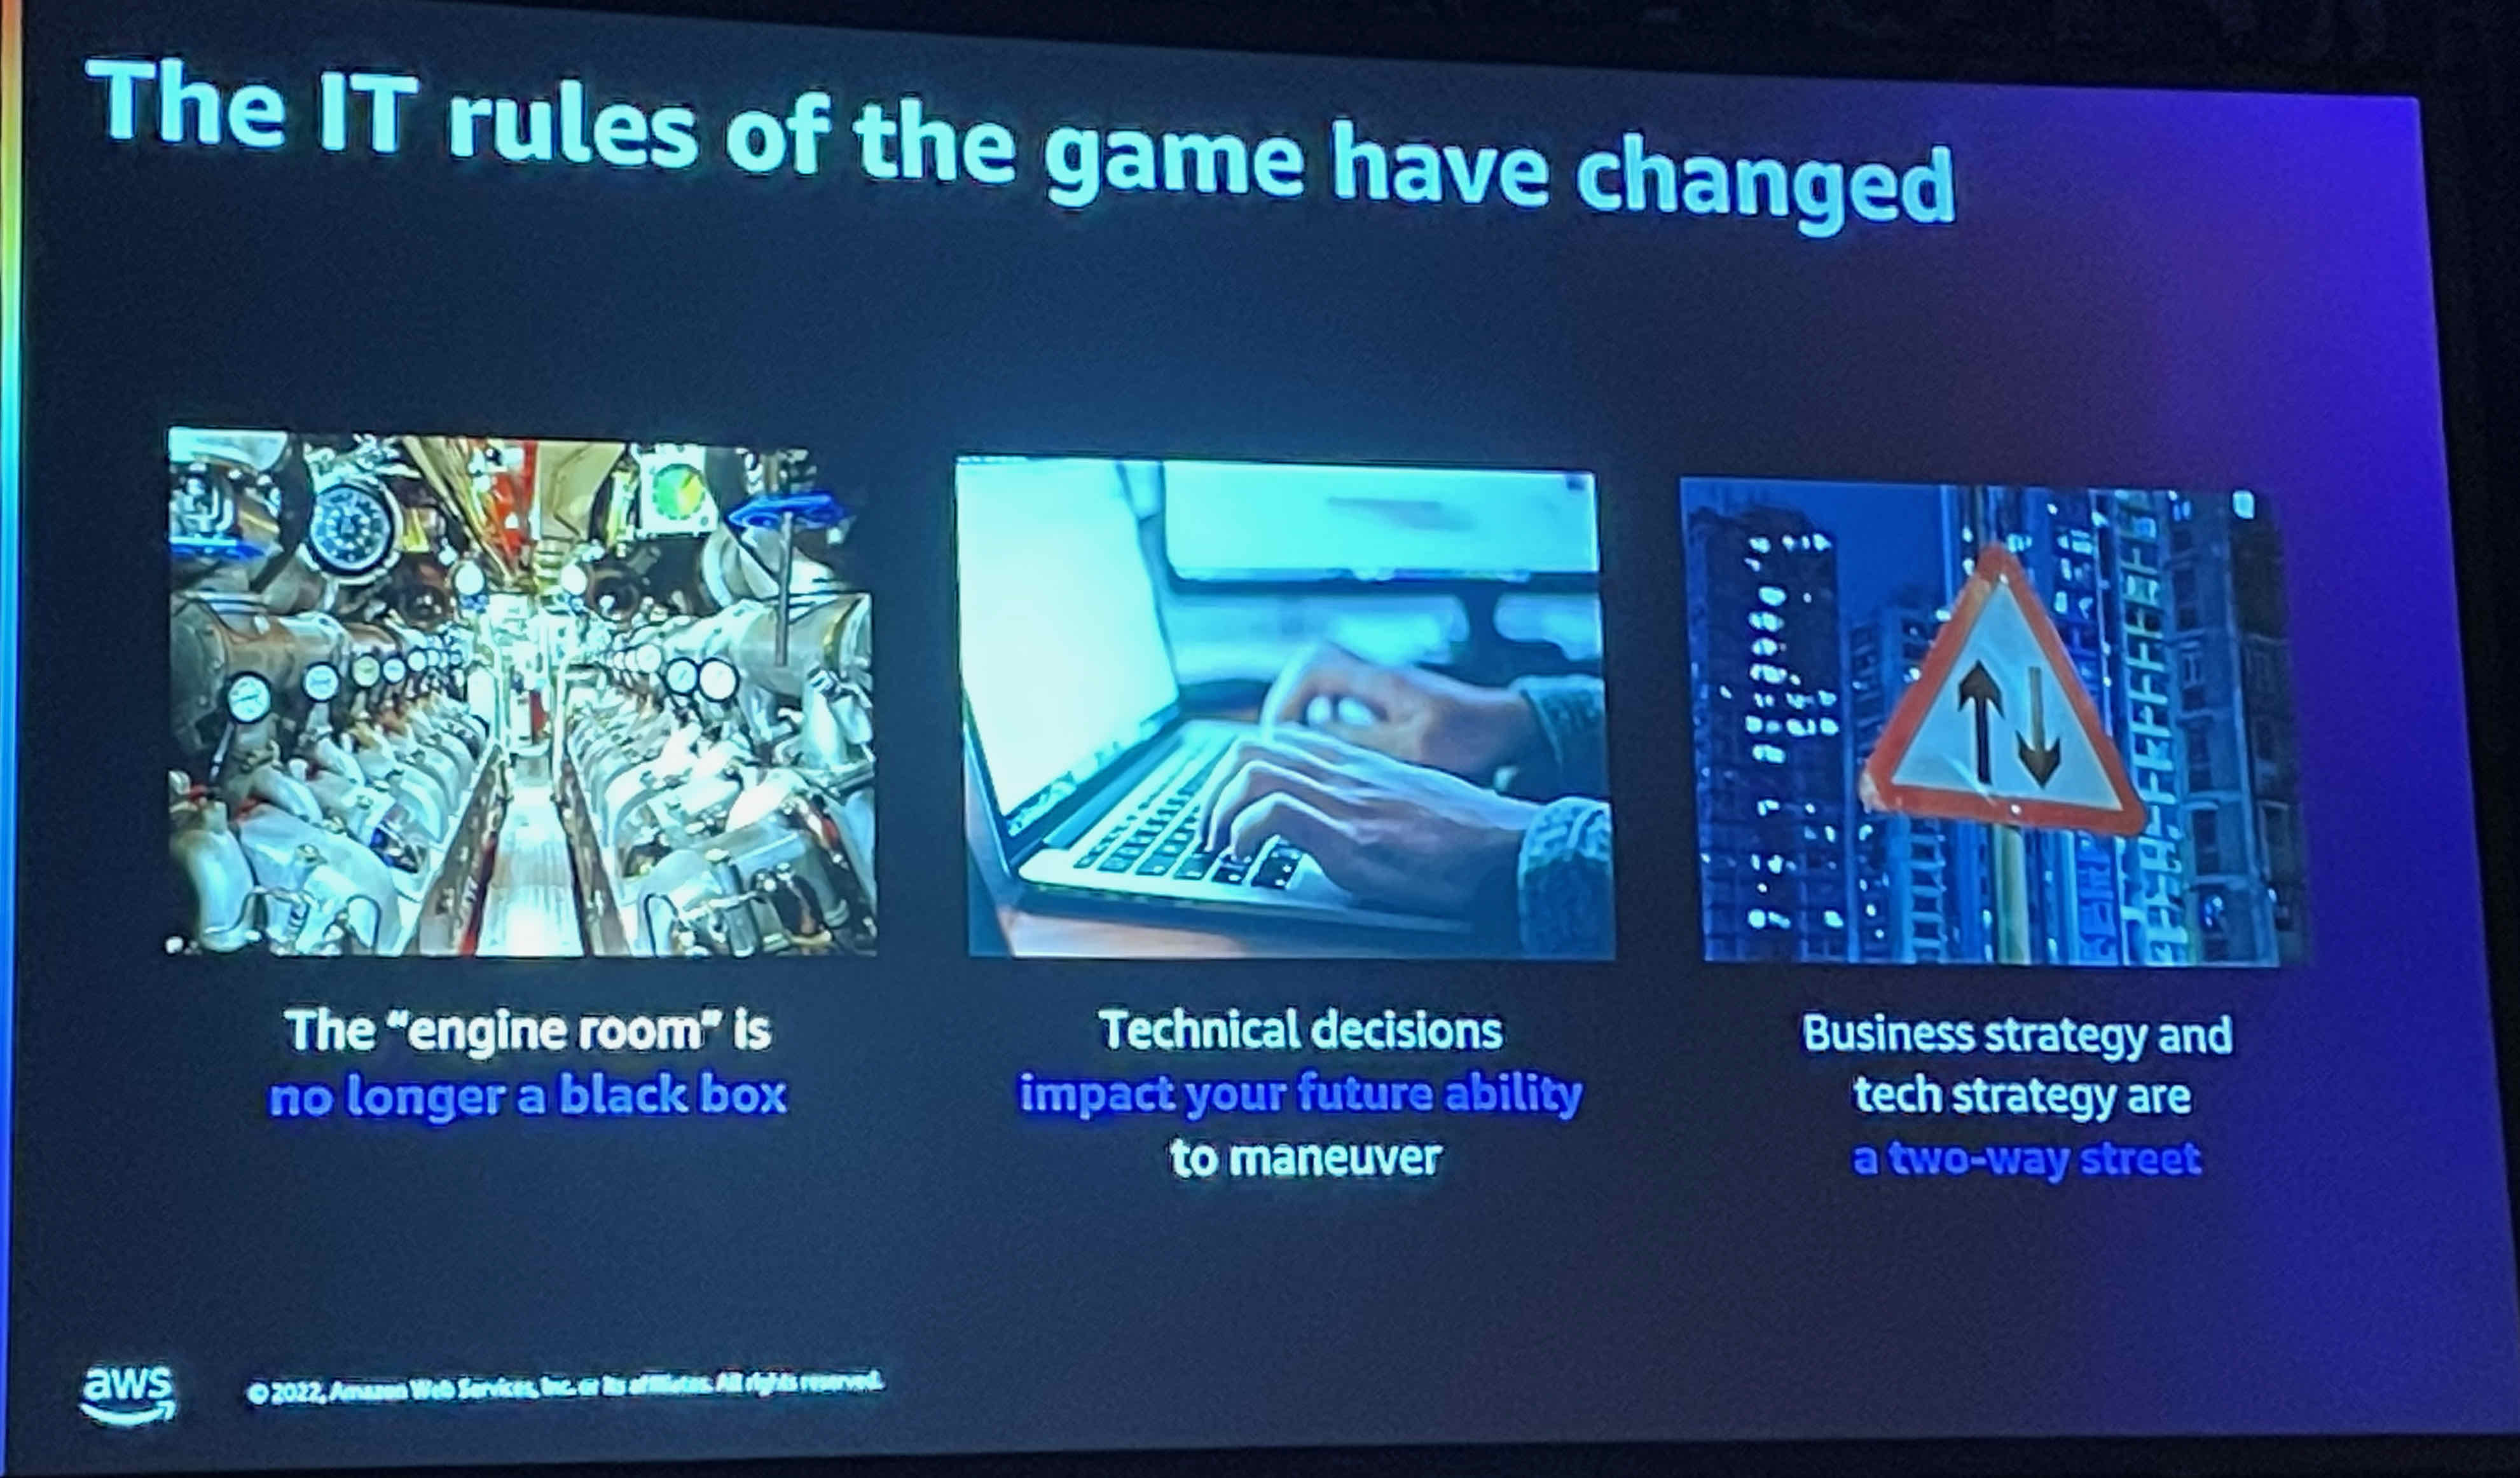 The IT rules of the game have changed
The “engine room” is
no longer a black box
Technical decisions
impact your future ability
to maneuver
Business strategy and
tech strategy are
a two-way street
aws
© 2022, Amazon Web Services, Inc. or its affiliates. All rights reserved.